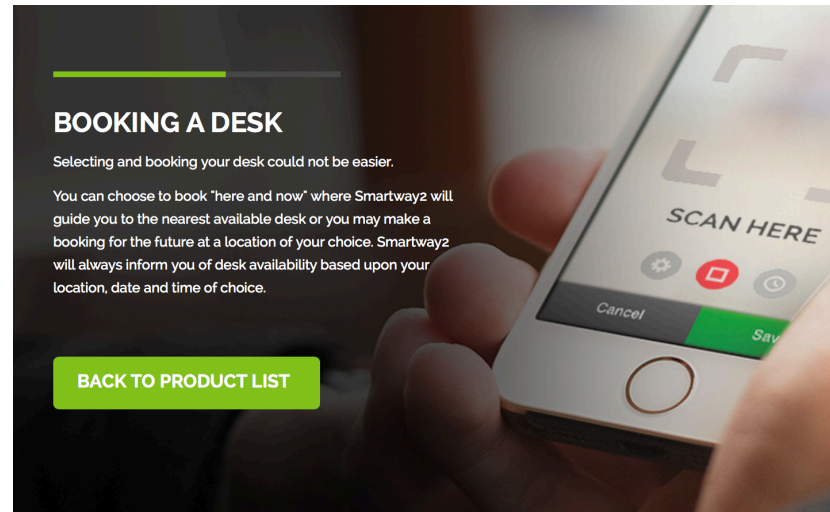 BOOKING A DESK
Selecting and booking your desk could not be easier.
You can choose to book "here and now" where Smartway2 will
guide you to the nearest available desk or you may make a
booking for the future at a location of your choice. Smartway2
will always inform you of desk availability based upon your
location, date and time of choice.
BACK TO PRODUCT LIST
SCAN HERE
Cancel